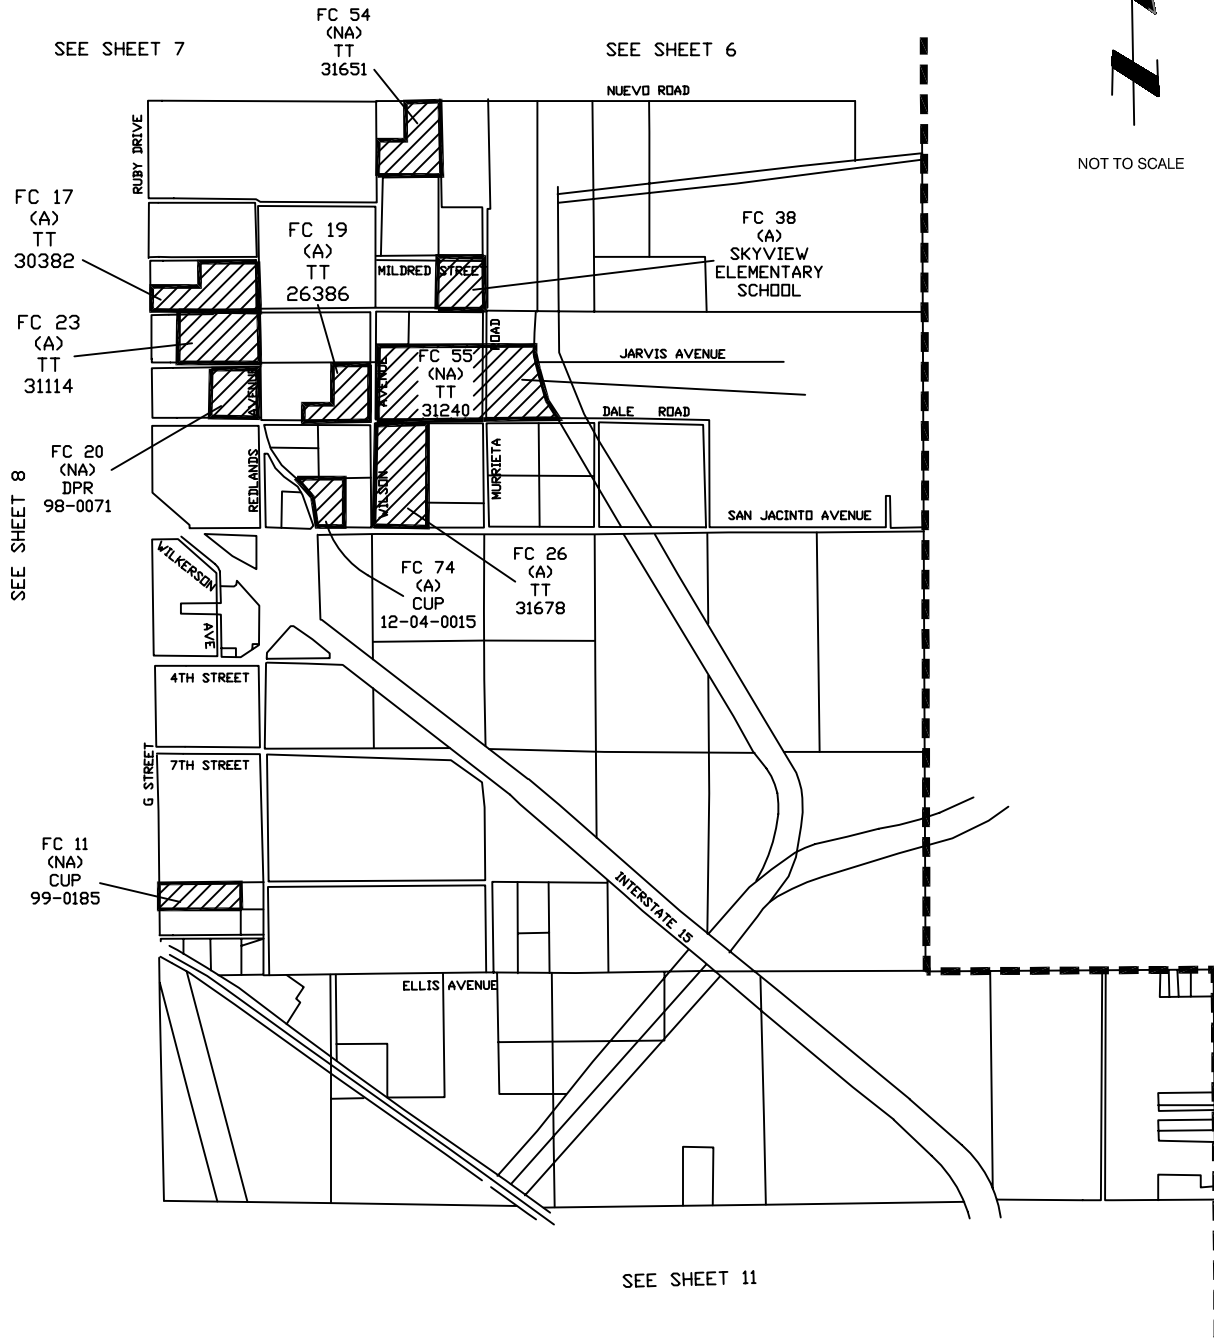 FC 54
(NA)
TT
31651
SEE SHEET 7
SEE SHEET 6
NUEVO ROAD
RUBY DRIVE
NOT TO SCALE
FC 17
(A)
TT
30382
FC 19
(A)
TT
26386
FC 38
(A)
SKYVIEW
ELEMENTARY
SCHOOL
MILDRED STREET
FC 23
(A)
TT
31114
ROAD
JARVIS AVENUE
FC 55
(NA)
TT
31240
AVENUE
AVENUE
DALE ROAD
FC 20
(NA)
DPR
98-0071
REDLANDS
WILSON
MURRIETA
SEE SHEET 8
SAN JACINTO AVENUE
WILKERSON
AVE
FC 74
(A)
CUP
12-04-0015
FC 26
(A)
TT
31678
4TH STREET
G STREET
7TH STREET
FC 11
(NA)
CUP
99-0185
INTERSTATE 15
ELLIS AVENUE
SEE SHEET 11